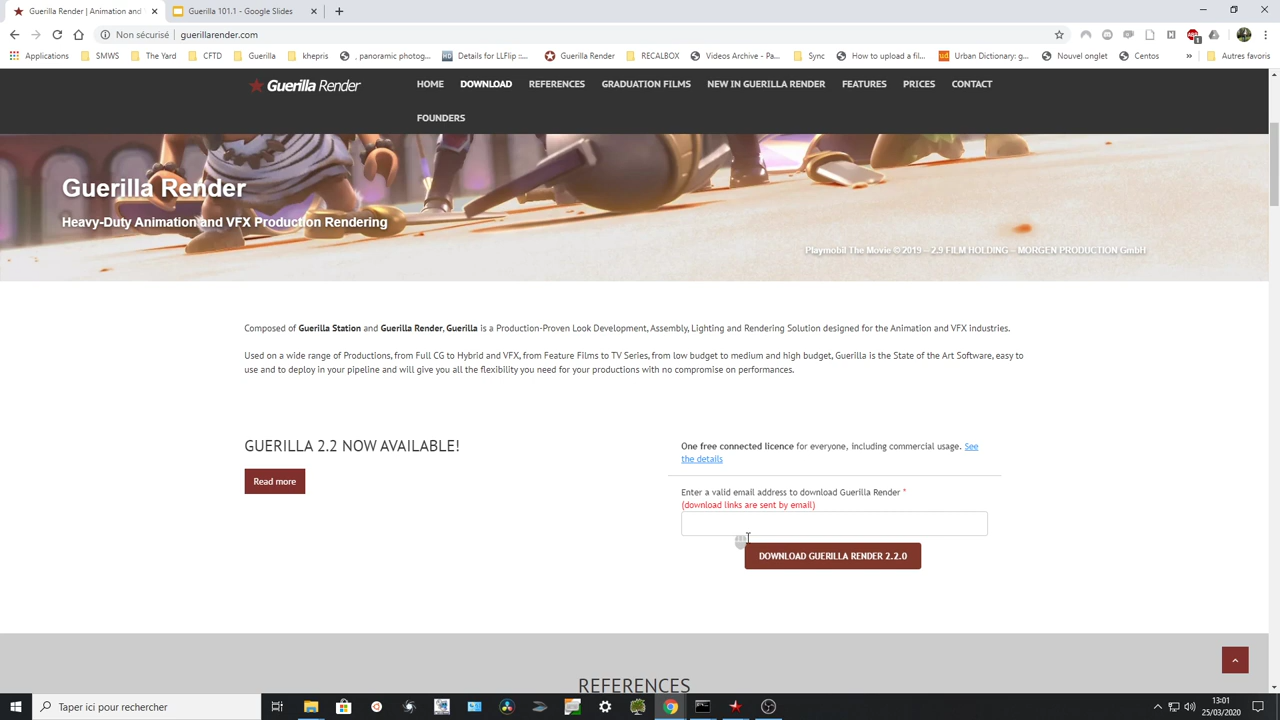 Guerilla Render | Animation and
Guerilla 101.1 - Google Slides
Non sécurisé
guerillarender.com
Applications
SMWS
The Yard
CFTD
Guerilla
khepris
, panoramic photog...
Details for LLFlip ::...
Guerilla Render
RECALBOX
Videos Archive - Pa...
Sync
How to upload a fil...
Urban Dictionary: g...
Nouvel onglet
Centos
»
Autres favoris
Guerilla Render
HOME
DOWNLOAD
REFERENCES
GRADUATION FILMS
NEW IN GUERILLA RENDER
FEATURES
PRICES
CONTACT
FOUNDERS
Guerilla Render
Heavy-Duty Animation and VFX Production Rendering
Playmobil The Movie © 2019 – 2.9 FILM HOLDING – MORGEN PRODUCTION GmbH
Composed of Guerilla Station and Guerilla Render, Guerilla is a Production-Proven Look Development, Assembly, Lighting and Rendering Solution designed for the Animation and VFX industries.
Used on a wide range of Productions, from Full CG to Hybrid and VFX, from Feature Films to TV Series, from low budget to medium and high budget, Guerilla is the State of the Art Software, easy to
use and to deploy in your pipeline and will give you all the flexibility you need for your productions with no compromise on performances.
GUERILLA 2.2 NOW AVAILABLE!
Read more
One free connected licence for everyone, including commercial usage. See
the details
Enter a valid email address to download Guerilla Render *
(download links are sent by email)
DOWNLOAD GUERILLA RENDER 2.2.0
REFERENCES
Taper ici pour rechercher
13:01
25/03/2020